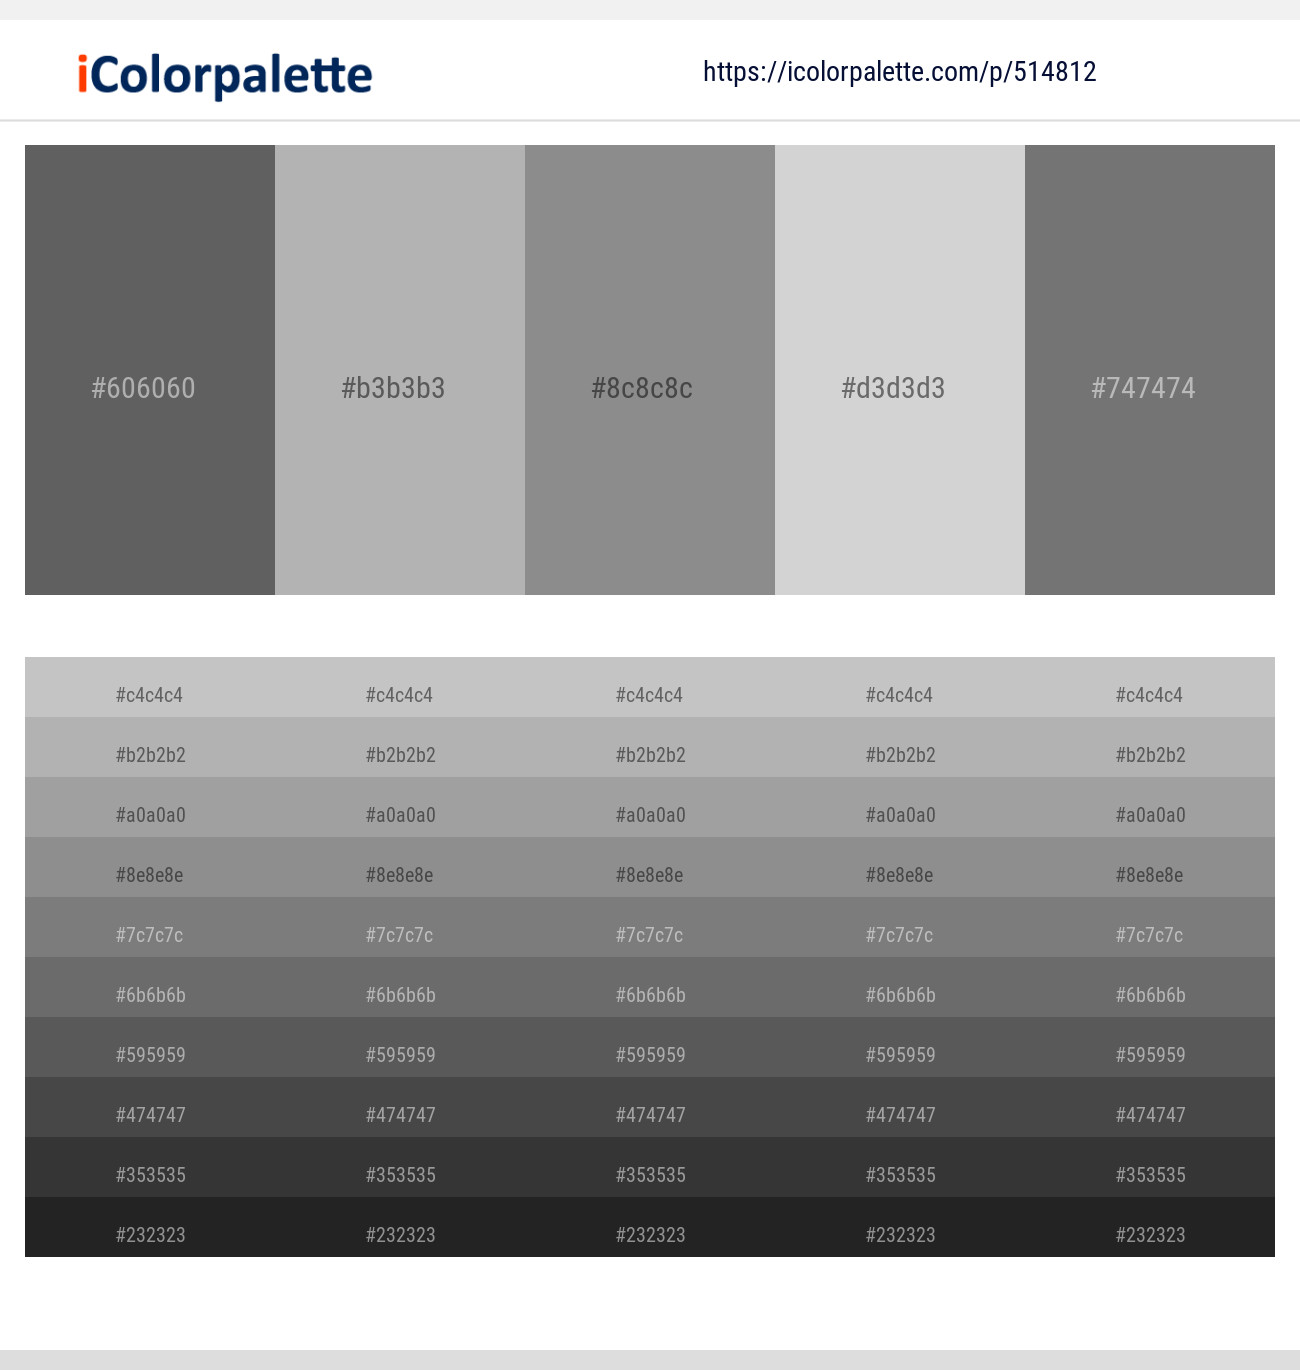 iColorpalette https://icolorpalette.com/p/514812
#606060 #b3b3b3 #8c8c8c #d3d3d3 #747474
#c4c4c4 #c4c4c4 #c4c4c4 #c4c4c4 #c4c4c4
#b2b2b2 #b2b2b2 #b2b2b2 #b2b2b2 #b2b2b2
#a0a0a0 #a0a0a0 #a0a0a0 #a0a0a0 #a0a0a0
#8e8e8e #8e8e8e #8e8e8e #8e8e8e #8e8e8e
#7c7c7c #7c7c7c #7c7c7c #7c7c7c #7c7c7c
#6b6b6b #6b6b6b #6b6b6b #6b6b6b #6b6b6b
#595959 #595959 #595959 #595959 #595959
#474747 #474747 #474747 #474747 #474747
#353535 #353535 #353535 #353535 #353535
#232323 #232323 #232323 #232323 #232323